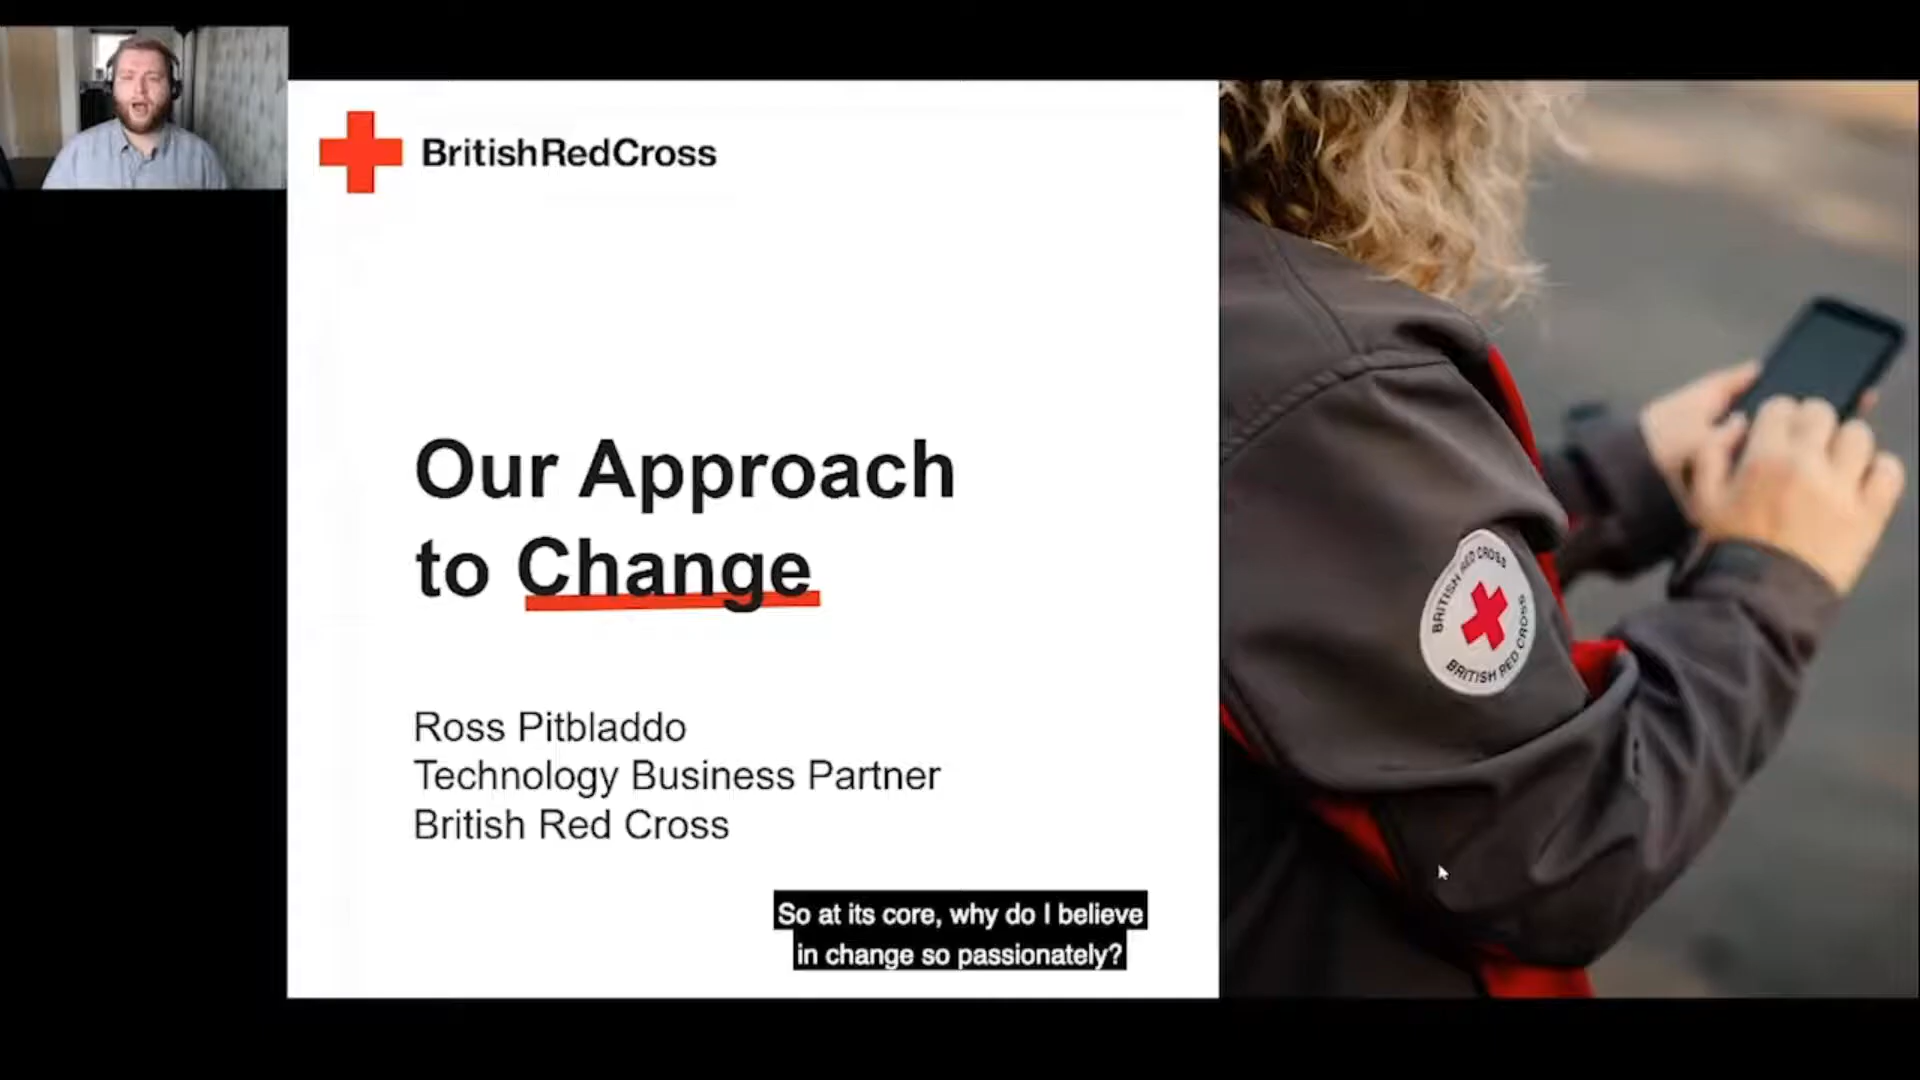 BritishRedCross
Our Approach
to Change
Ross Pitbladdo
Technology Business Partner
British Red Cross
BRITISH RED CROSS
BRITISH RED CROSS
So at its core, why do I believe
in change so passionately?